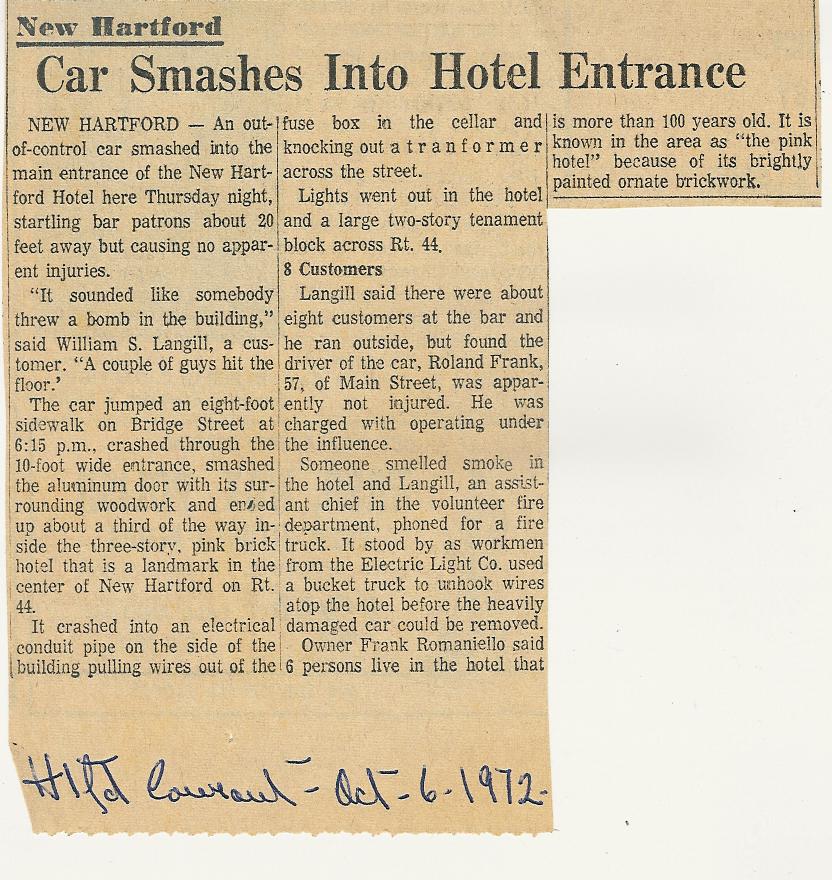 New Hartford
Car Smashes Into Hotel Entrance
NEW HARTFORD — An out-
of-control car smashed into the
main entrance of the New Hart-
ford Hotel here Thursday night,
startling bar patrons about 20
feet away but causing no appar-
ent injuries.
“It sounded like somebody
threw a bomb in the building,”
said William S. Langill, a cus-
tomer. “A couple of guys hit the
floor.’
The car jumped an eight-foot
sidewalk on Bridge Street at
6:15 p.m., crashed through the
10-foot wide entrance, smashed
the aluminum door with its sur-
rounding woodwork and ended
up about a third of the way in-
side the three-story, pink brick
hotel that is a landmark in the
center of New Hartford on Rt.
44.
It crashed into an electrical
conduit pipe on the side of the
building pulling wires out of the
fuse box in the cellar and
knocking out a tranformer
across the street.
Lights went out in the hotel
and a large two-story tenament
block across Rt. 44.
8 Customers
Langill said there were about
eight customers at the bar and
he ran outside, but found the
driver of the car, Roland Frank,
57, of Main Street, was appar-
ently not injured. He was
charged with operating under
the influence.
Someone smelled smoke in
the hotel and Langill, an assist-
ant chief in the volunteer fire
department, phoned for a fire
truck. It stood by as workmen
from the Electric Light Co. used
a bucket truck to unhook wires
atop the hotel before the heavily
damaged car could be removed.
Owner Frank Romaniello said
6 persons live in the hotel that
is more than 100 years old. It is
known in the area as “the pink
hotel” because of its brightly
painted ornate brickwork.
Htfd Courant - Oct - 6 - 1972 -